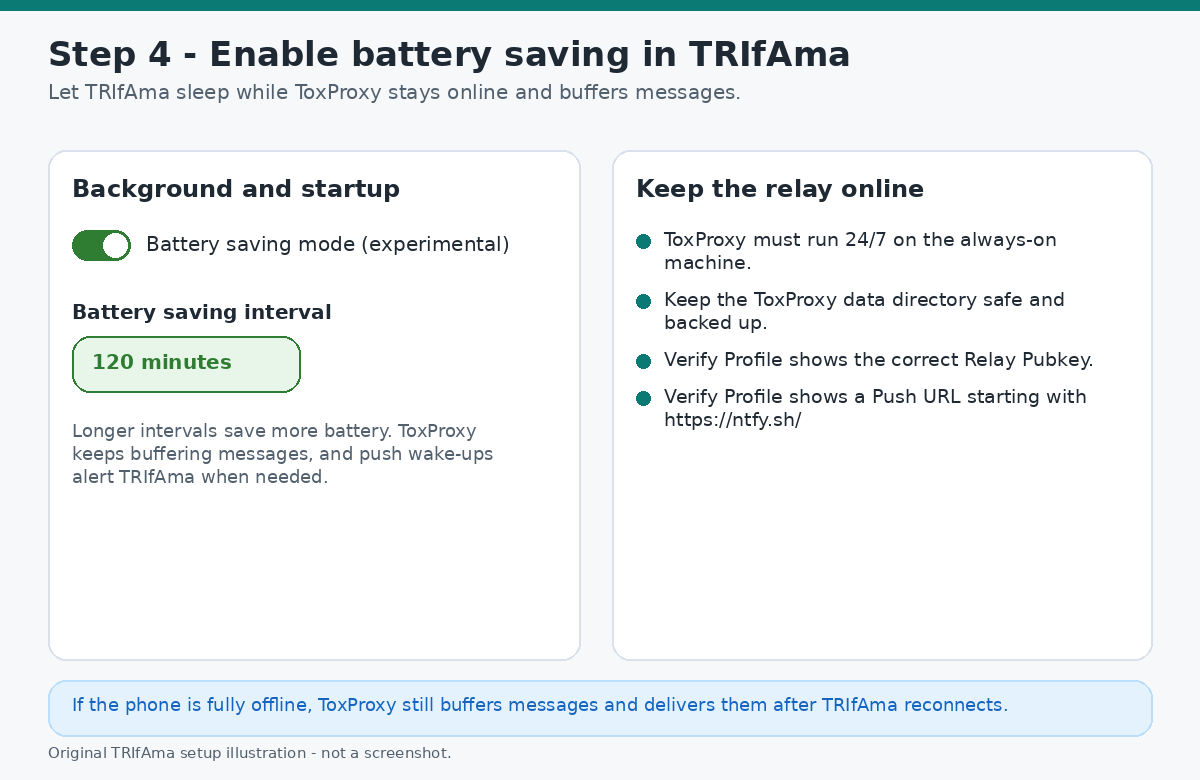 Step 4 - Enable battery saving in TRIfAma
Let TRIfAma sleep while ToxProxy stays online and buffers messages.
Background and startup
Battery saving mode (experimental)
Battery saving interval
120 minutes
Longer intervals save more battery. ToxProxy
keeps buffering messages, and push wake-ups
alert TRIfAma when needed.
Keep the relay online
ToxProxy must run 24/7 on the always-on
machine.
Keep the ToxProxy data directory safe and
backed up.
Verify Profile shows the correct Relay Pubkey.
Verify Profile shows a Push URL starting with
https://ntfy.sh/
If the phone is fully offline, ToxProxy still buffers messages and delivers them after TRIfAma reconnects.
Original TRIfAma setup illustration - not a screenshot.